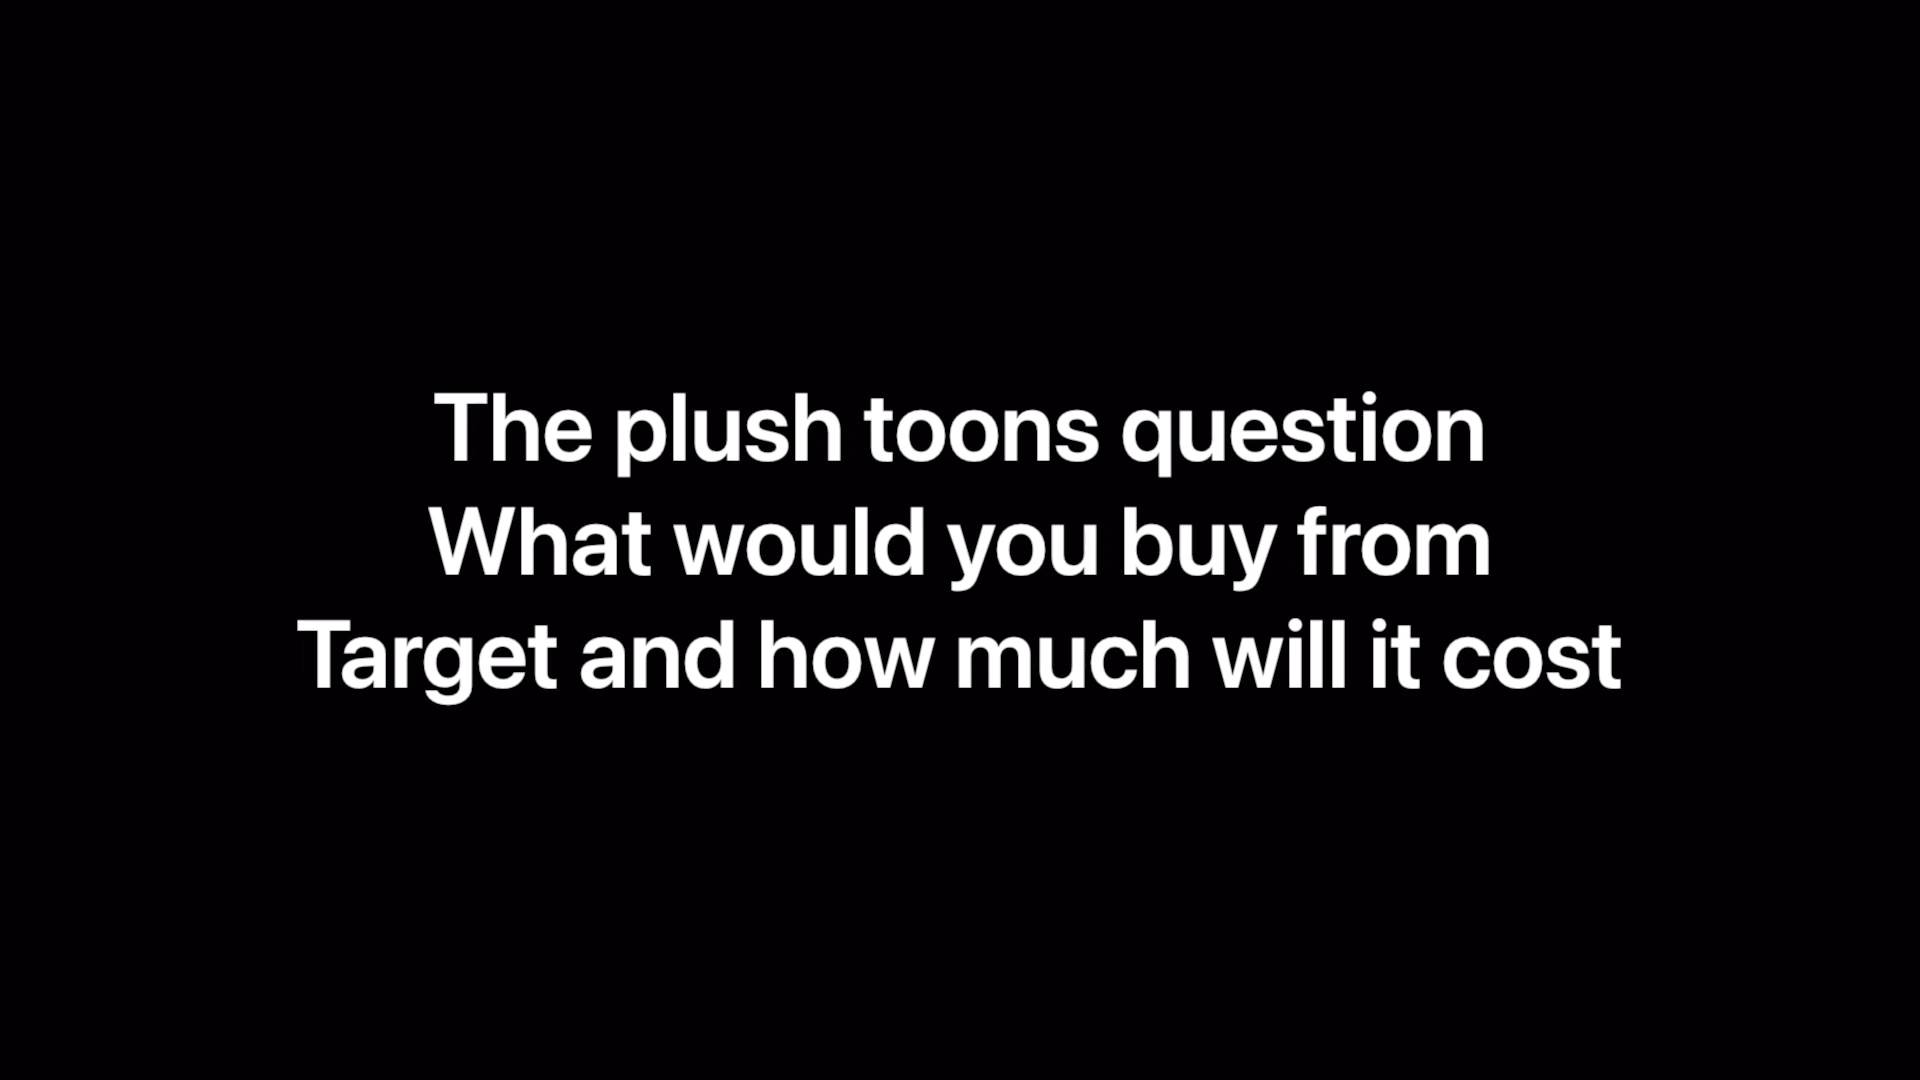 The plush toons question
What would you buy from
Target and how much will it cost